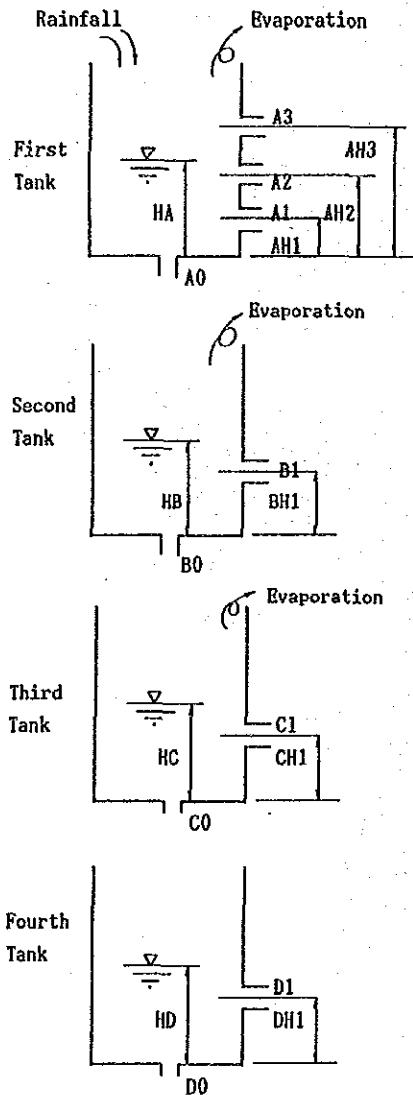 Rainfall Evaporation
First
Tank
HA
A3
AH3
A2
A1 AH2
AH1
A0
Evaporation
Second
Tank
HB
B1
BH1
B0
Evaporation
Third
Tank
HC
C1
CH1
C0
Fourth
Tank
HD
D1
DH1
D0